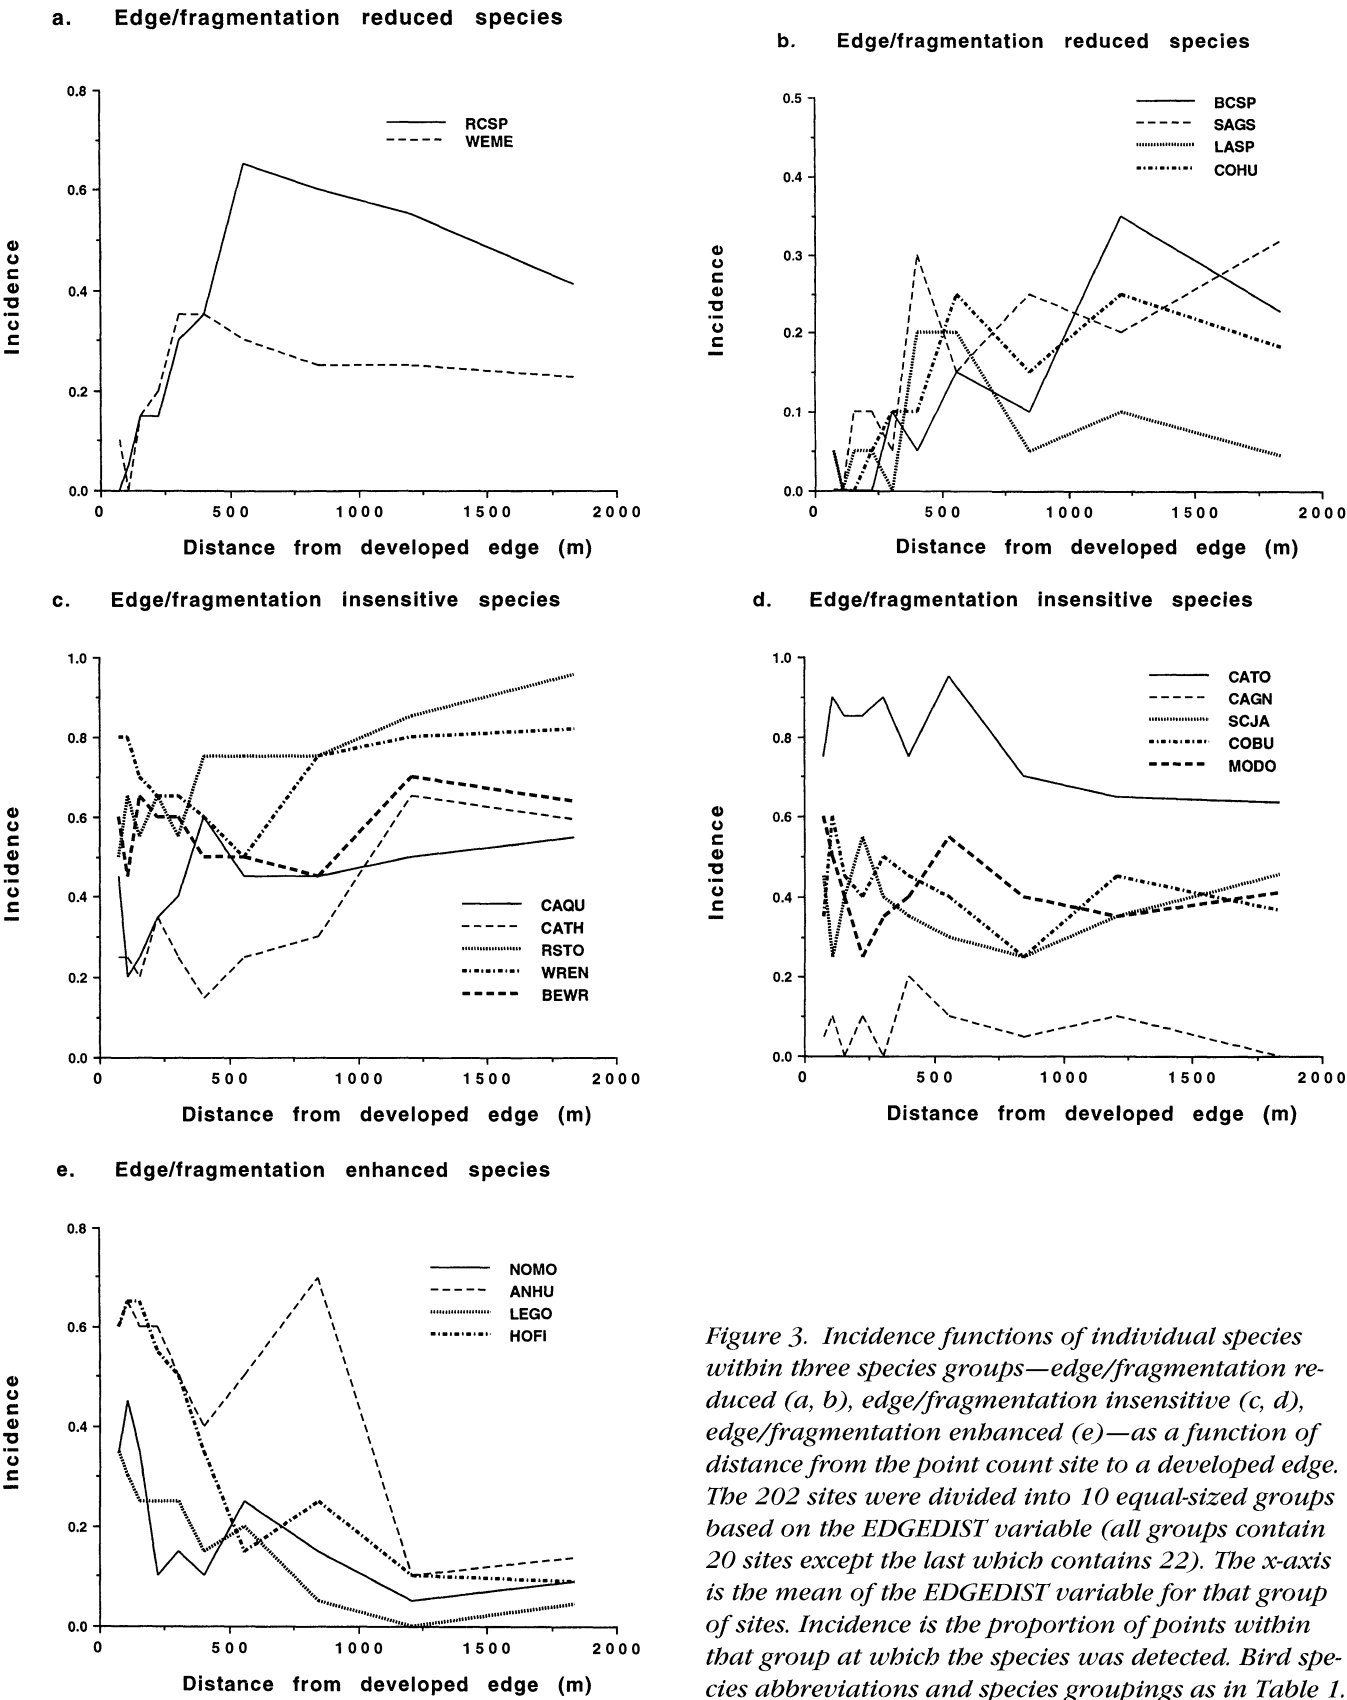 a. Edge/fragmentation reduced species
0.8
0.6
0.4
0.2
0.0
Incidence
RCSP
WEME
0 500 1000 1500 2000
Distance from developed edge (m)
b. Edge/fragmentation reduced species
0.5
0.4
0.3
0.2
0.1
0.0
Incidence
BCSP
SAGS
LASP
COHU
0 500 1000 1500 2000
Distance from developed edge (m)
c. Edge/fragmentation insensitive species
1.0
0.8
0.6
0.4
0.2
0.0
Incidence
CAQU
CATH
RSTO
WREN
BEWR
0 500 1000 1500 2000
Distance from developed edge (m)
d. Edge/fragmentation insensitive species
1.0
0.8
0.6
0.4
0.2
0.0
Incidence
CATO
CAGN
SCJA
COBU
MODO
0 500 1000 1500 2000
Distance from developed edge (m)
e. Edge/fragmentation enhanced species
0.8
0.6
0.4
0.2
0.0
Incidence
NOMO
ANHU
LEGO
HOFI
0 500 1000 1500 2000
Distance from developed edge (m)
Figure 3. Incidence functions of individual species
within three species groups—edge/fragmentation re-
duced (a, b), edge/fragmentation insensitive (c, d),
edge/fragmentation enhanced (e)—as a function of
distance from the point count site to a developed edge.
The 202 sites were divided into 10 equal-sized groups
based on the EDGEDIST variable (all groups contain
20 sites except the last which contains 22). The x-axis
is the mean of the EDGEDIST variable for that group
of sites. Incidence is the proportion of points within
that group at which the species was detected. Bird spe-
cies abbreviations and species groupings as in Table 1.